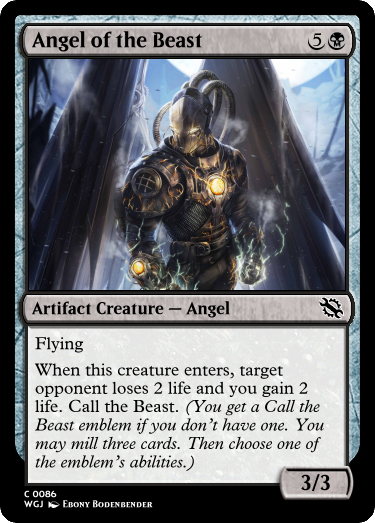 Angel of the Beast 5
Artifact Creature — Angel
Flying
When this creature enters, target
opponent loses 2 life and you gain 2
life. Call the Beast. (You get a Call the
Beast emblem if you don't have one. You
may mill three cards. Then choose one of
the emblem's abilities.)
3/3
C 0086
WGJ Ebony Bodenbender